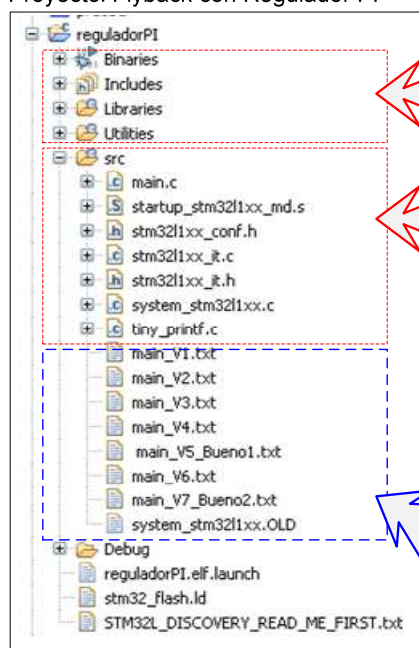 Proyecto: Flyback con Regulador PI
reguladorPI
Binaries
Includes
Libraries
Utilities
src
main.c
startup_stm32l1xx_md.s
stm32l1xx_conf.h
stm32l1xx_it.c
stm32l1xx_it.h
system_stm32l1xx.c
tiny_printf.c
main_V1.txt
main_V2.txt
main_V3.txt
main_V4.txt
main_V5_Bueno1.txt
main_V6.txt
main_V7_Bueno2.txt
system_stm32l1xx.OLD
Debug
reguladorPI.elf.launch
stm32_flash.ld
STM32L_DISCOVERY_READ_ME_FIRST.txt